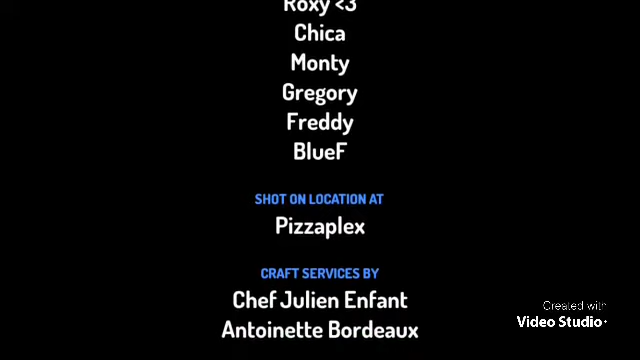 Roxy <3
Chica
Monty
Gregory
Freddy
BlueF
SHOT ON LOCATION AT
Pizzaplex
CRAFT SERVICES BY
Chef Julien Enfant
Antoinette Bordeaux
Created with
Video Studio+